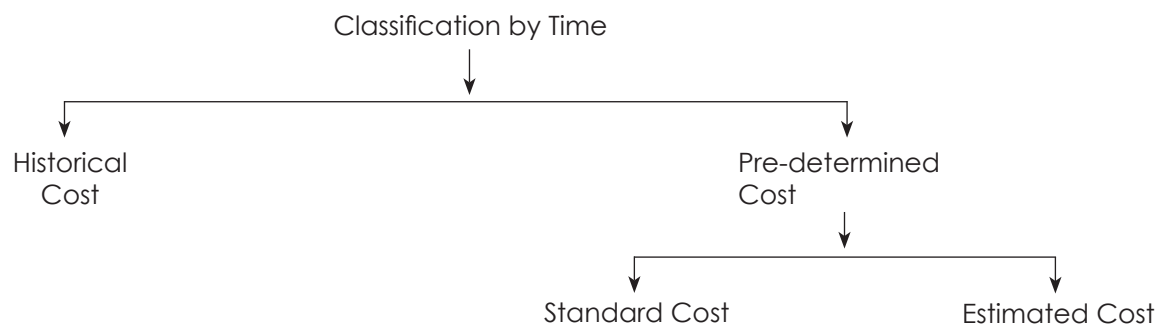 Classification by Time
Historical
Cost
Pre-determined
Cost
Standard Cost
Estimated Cost